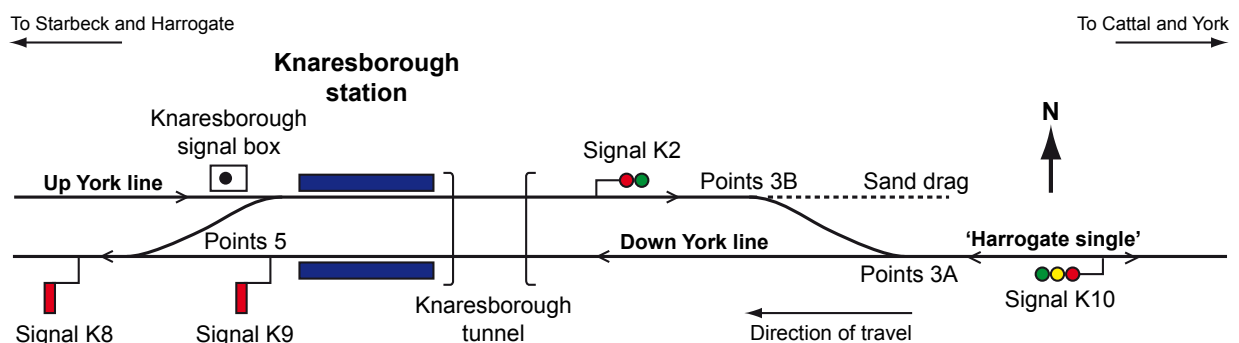 To Starbeck and Harrogate
To Cattal and York
Knaresborough
station
Knaresborough
signal box
N
Signal K2
Up York line
Points 3B
Sand drag
Points 5
Down York line
'Harrogate single'
Points 3A
Signal K10
Knaresborough
tunnel
Signal K8
Signal K9
Direction of travel